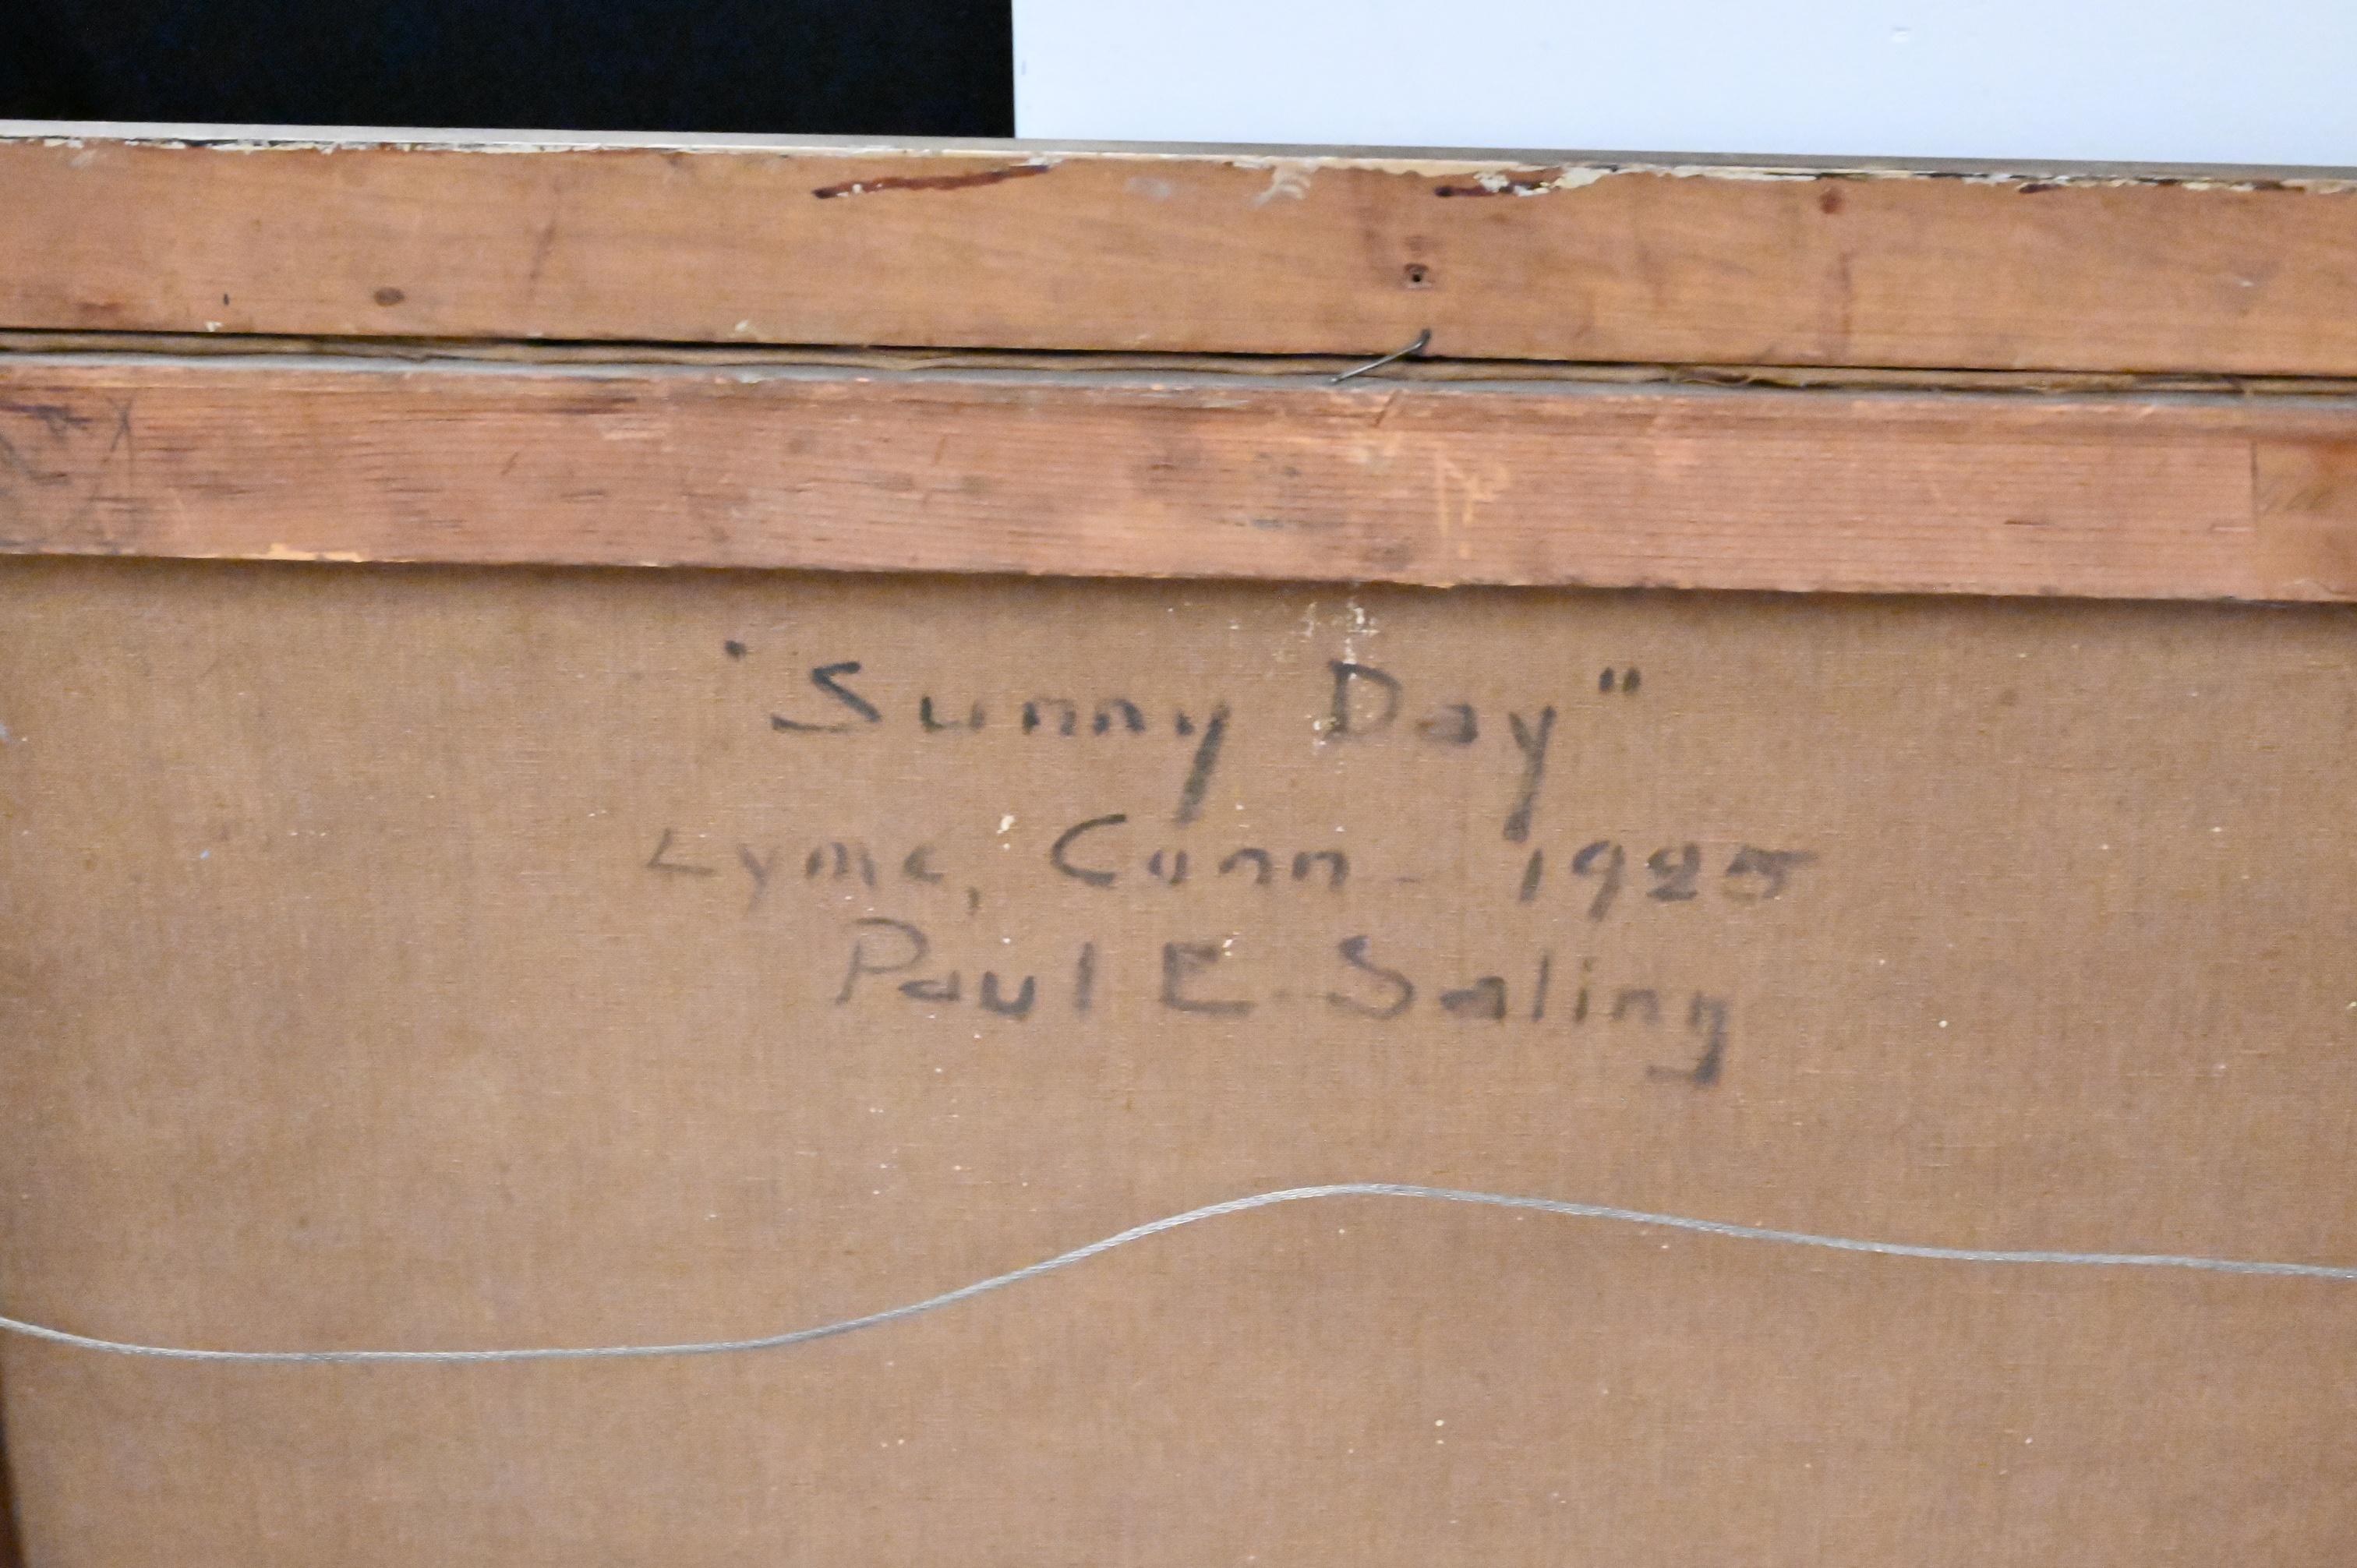 "Sunny Day"
Lyme, Conn - 1925
Paul E. Saling